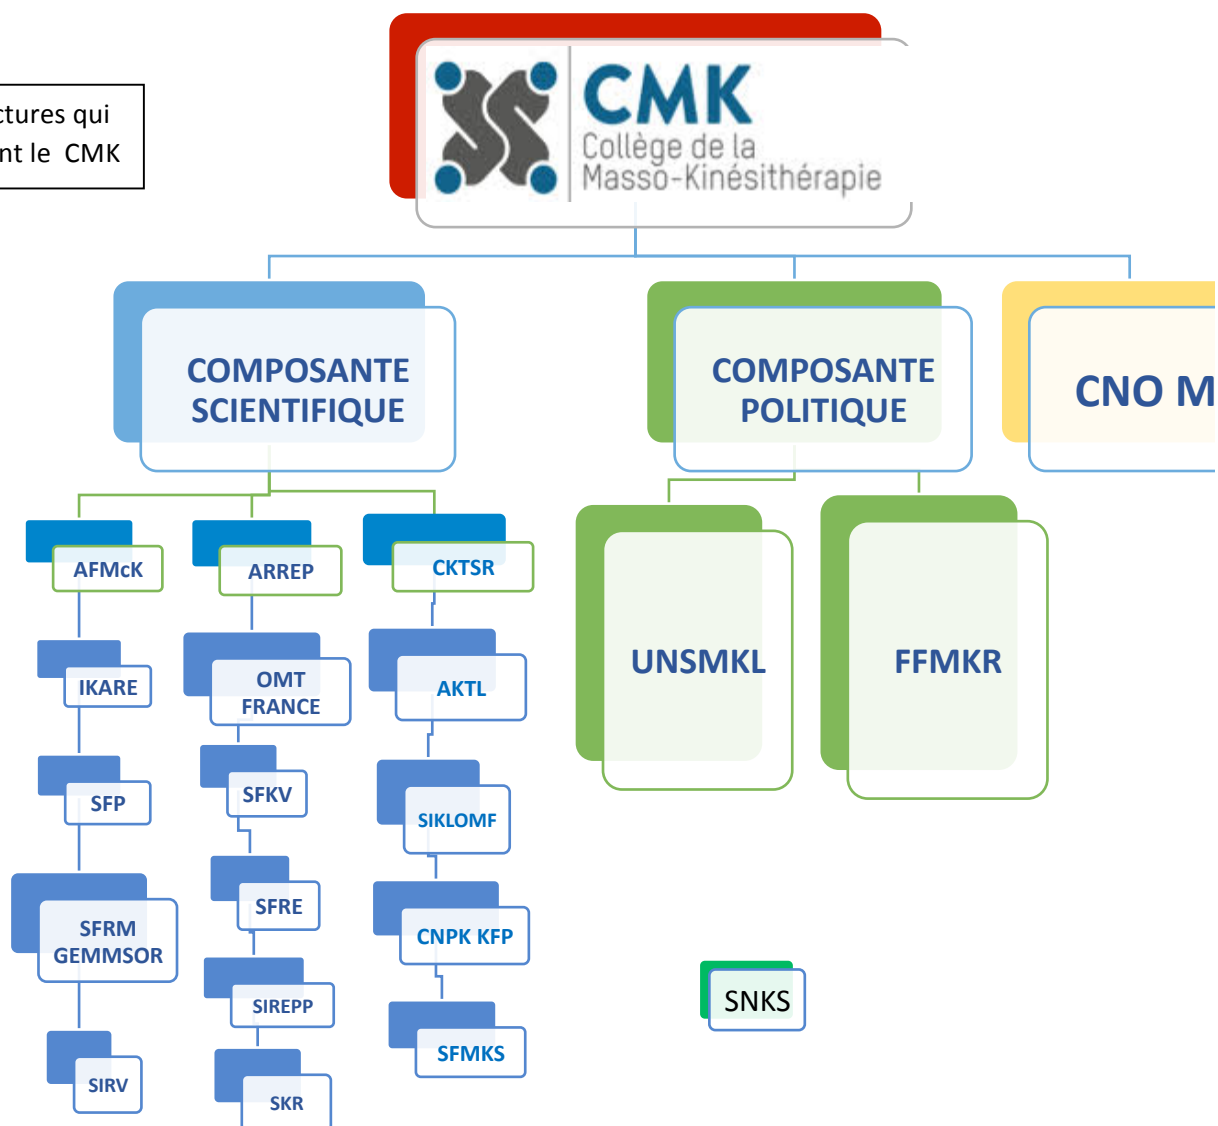 CMK
Collège de la
Masso-Kinésithérapie
ctures qui
nt le CMK
COMPOSANTE
SCIENTIFIQUE
COMPOSANTE
POLITIQUE
CNO M
AFMcK
ARREP
CKTSR
IKARE
OMT
FRANCE
AKTL
UNSMKL
FFMKR
SFP
SFKV
SIKLOMF
SFRM
GEMMSOR
SFRE
CNPK KFP
SIREPP
SNKS
SFMKS
SIRV
SKR